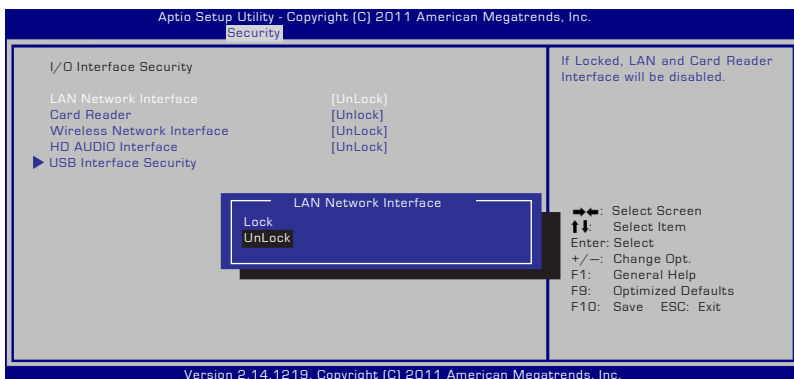 Aptio Setup Utility - Copyright (C) 2011 American Megatrends, Inc.
Security
I/O Interface Security
LAN Network Interface [UnLock]
Card Reader [Unlock]
Wireless Network Interface [UnLock]
HD AUDIO Interface [UnLock]
USB Interface Security
If Locked, LAN and Card Reader
Interface will be disabled.
LAN Network Interface
Lock
UnLock
→←: Select Screen
↑↓: Select Item
Enter: Select
+/—: Change Opt.
F1: General Help
F9: Optimized Defaults
F10: Save ESC: Exit
Version 2.14.1219. Copyright (C) 2011 American Megatrends, Inc.